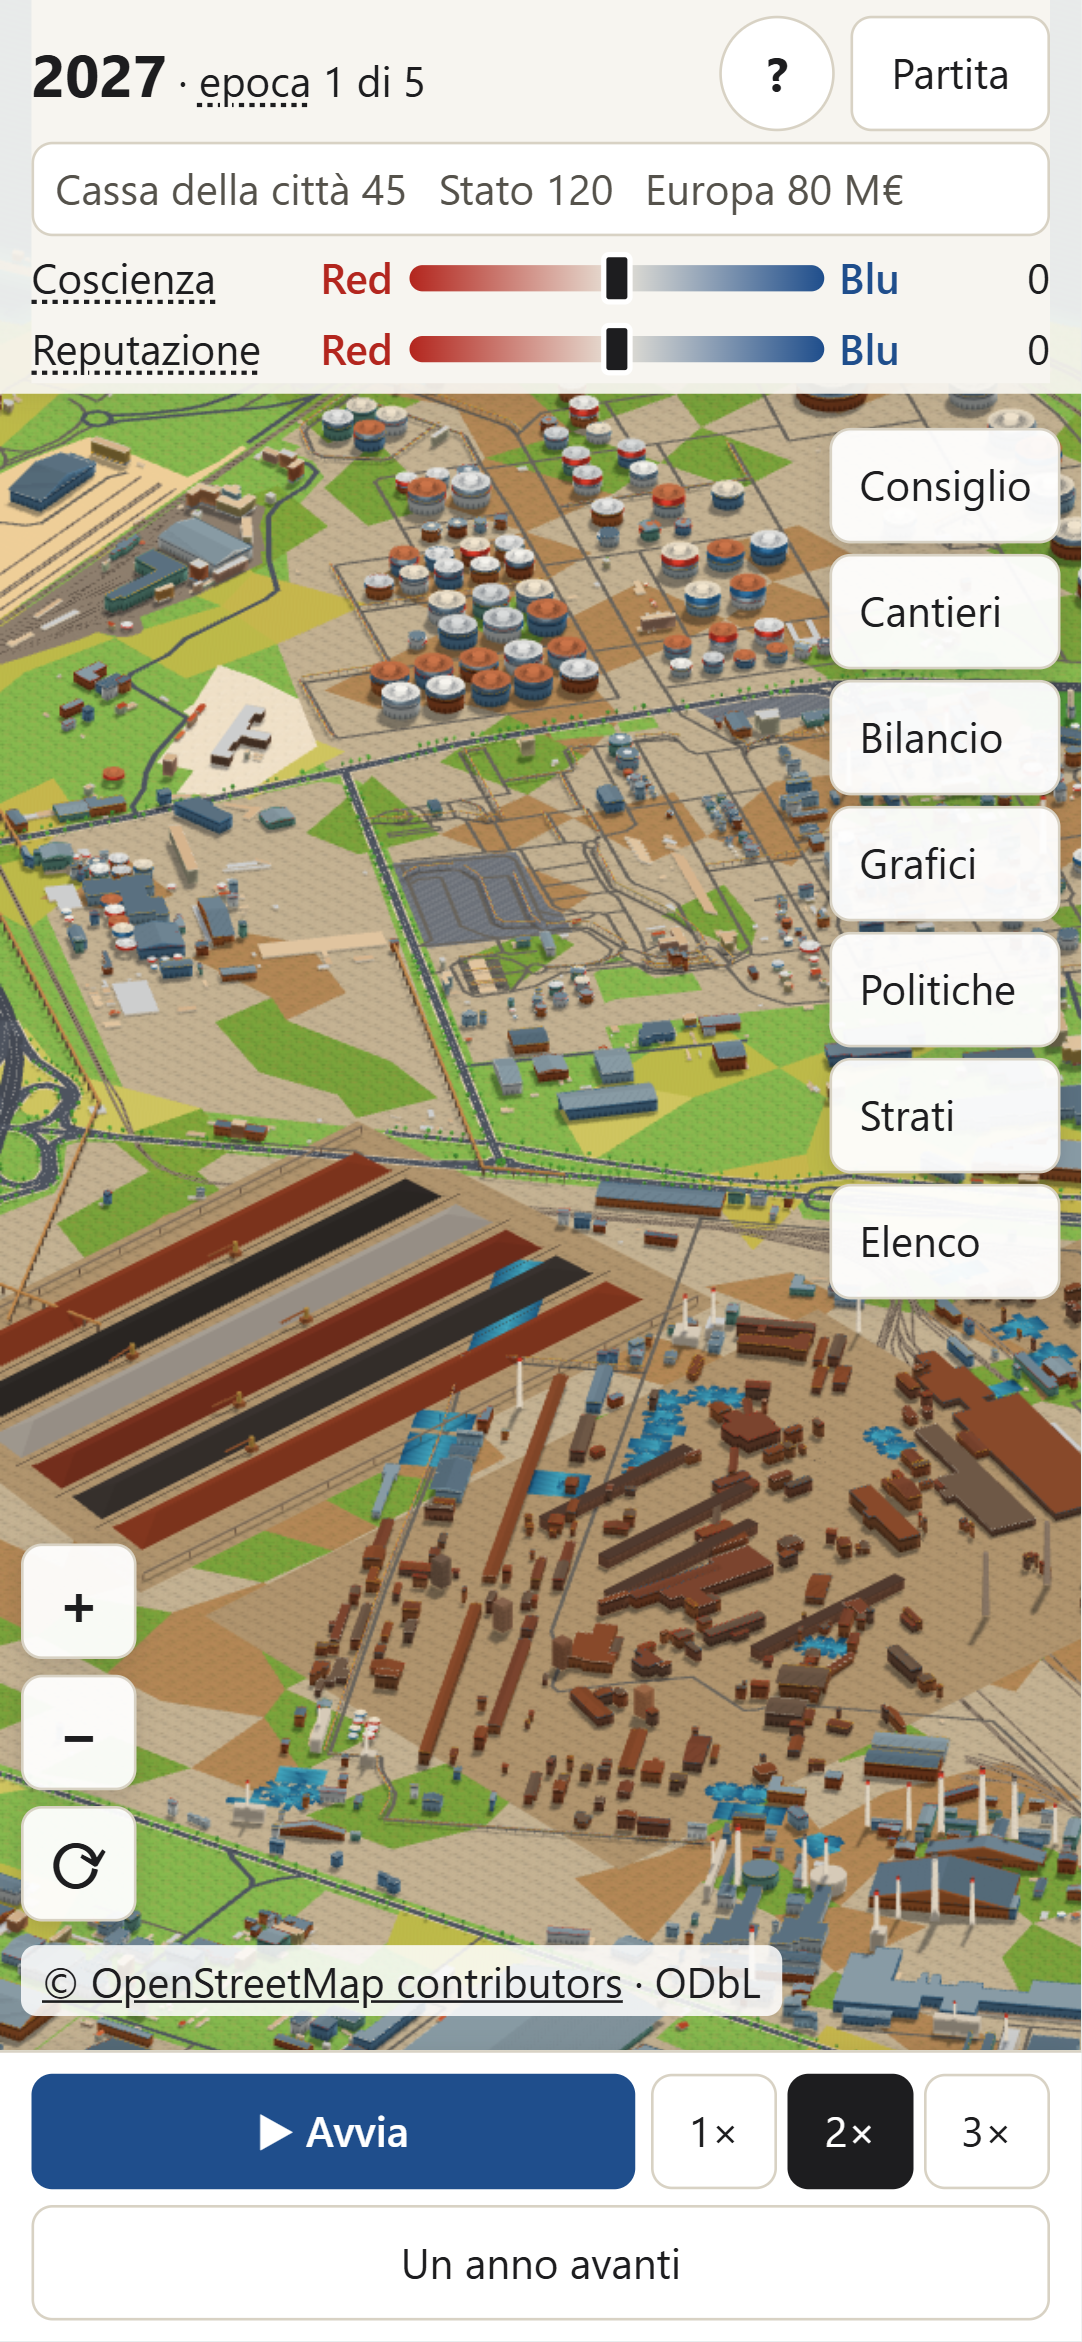 2027 · epoca 1 di 5
?
Partita
Cassa della città 45 Stato 120 Europa 80 M€
Coscienza Red Blu 0
Reputazione Red Blu 0
Consiglio
Cantieri
Bilancio
Grafici
Politiche
Strati
Elenco
+
−
⟳
© OpenStreetMap contributors · ODbL
▶ Avvia
1×
2×
3×
Un anno avanti